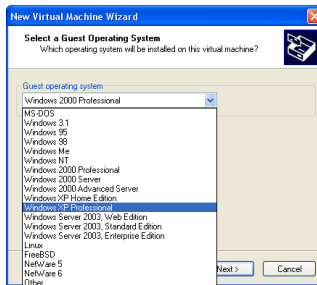 New Virtual Machine Wizard
Select a Guest Operating System
Which operating system will be installed on this virtual machine?
Guest operating system
Windows 2000 Professional
MS-DOS
Windows 3.1
Windows 95
Windows 98
Windows Me
Windows NT
Windows 2000 Professional
Windows 2000 Server
Windows 2000 Advanced Server
Windows XP Home Edition
Windows XP Professional
Windows Server 2003, Web Edition
Windows Server 2003, Standard Edition
Windows Server 2003, Enterprise Edition
Linux
FreeBSD
NetWare 5
NetWare 6
Other
Next >
Cancel